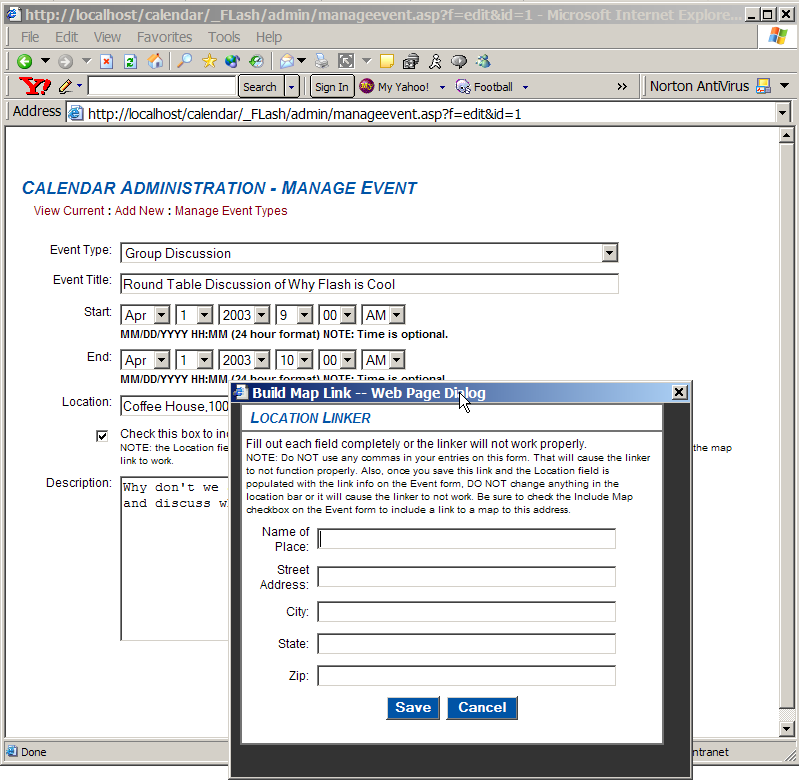 http://localhost/calendar/_FLash/admin/manageevent.asp?f=edit&id=1 - Microsoft Internet Explore...
File Edit View Favorites Tools Help
Y! Search Sign In My Yahoo! Football » Norton AntiVirus
Address http://localhost/calendar/_FLash/admin/manageevent.asp?f=edit&id=1
CALENDAR ADMINISTRATION - MANAGE EVENT
View Current : Add New : Manage Event Types
Event Type: Group Discussion
Event Title: Round Table Discussion of Why Flash is Cool
Start: Apr 1 2003 9 00 AM
MM/DD/YYYY HH:MM (24 hour format) NOTE: Time is optional.
End: Apr 1 2003 10 00 AM
MM/DD/YYYY HH:MM (24 hour format) NOTE: Time is optional.
Location: Coffee House,100
Check this box to in
NOTE: the Location fie the map
link to work.
Description: Why don't we
and discuss w
Build Map Link -- Web Page Dialog
LOCATION LINKER
Fill out each field completely or the linker will not work properly.
NOTE: Do NOT use any commas in your entries on this form. That will cause the linker
to not function properly. Also, once you save this link and the Location field is
populated with the link info on the Event form, DO NOT change anything in the
location bar or it will cause the linker to not work. Be sure to check the Include Map
checkbox on the Event form to include a link to a map to this address.
Name of
Place:
Street
Address:
City:
State:
Zip:
Save Cancel
Done ntranet